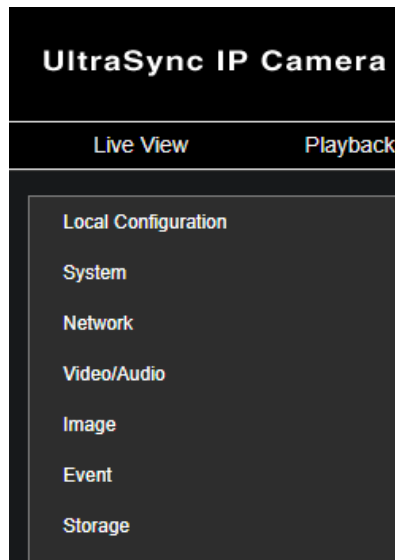 UltraSync IP Camera
Live View Playback
Local Configuration
System
Network
Video/Audio
Image
Event
Storage